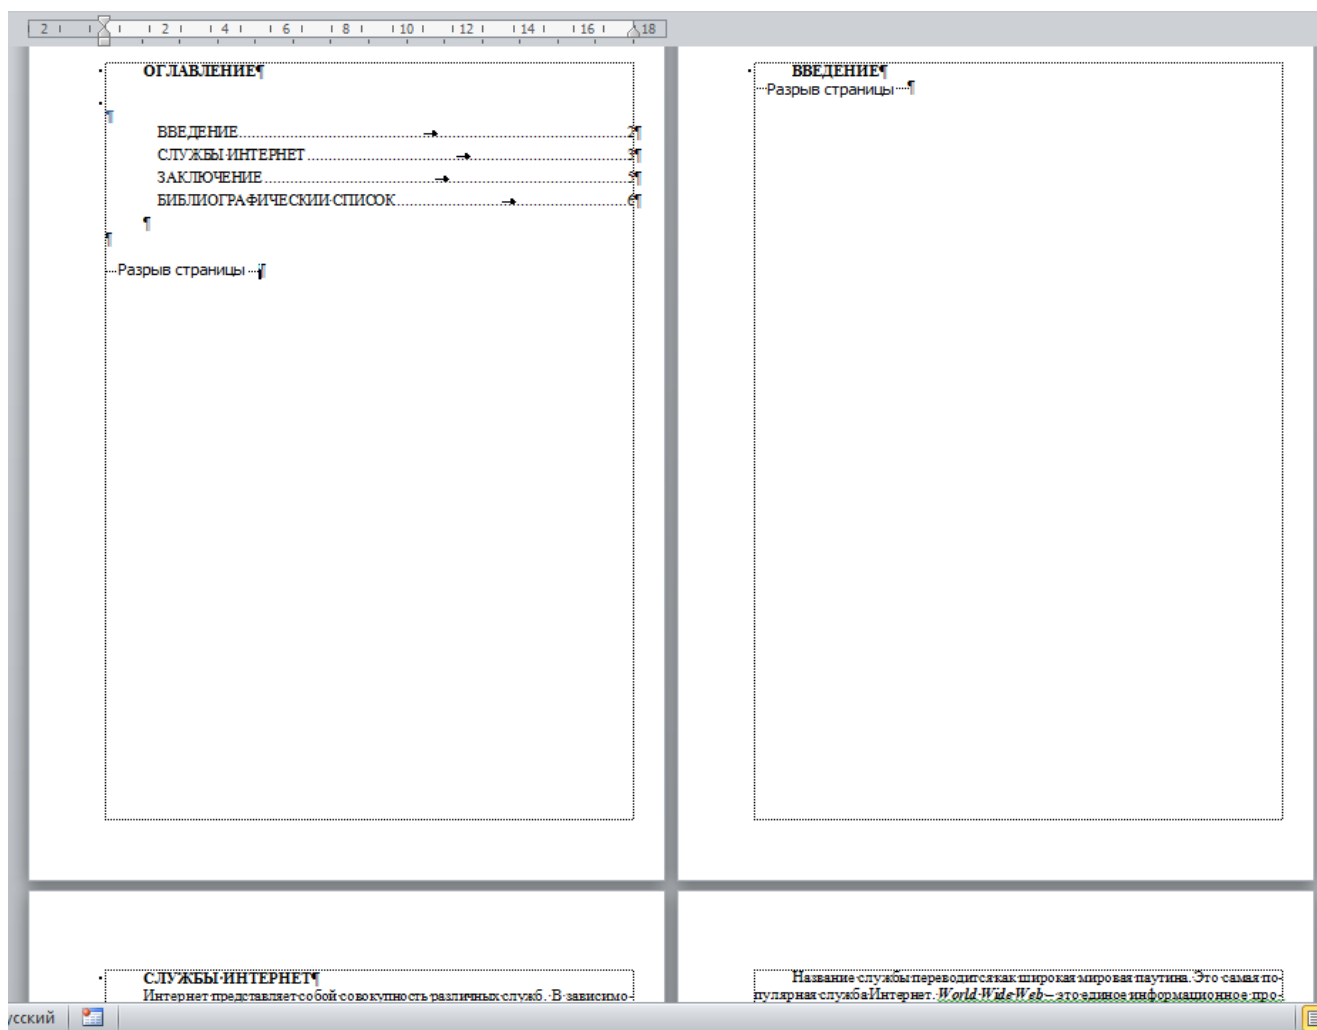 2 2 4 6 8 10 12 14 16 18
ОГЛАВЛЕНИЕ¶
¶
ВВЕДЕНИЕ 2¶
СЛУЖБЫ·ИНТЕРНЕТ 3¶
ЗАКЛЮЧЕНИЕ 5¶
БИБЛИОГРАФИЧЕСКИИ·СПИСОК 6¶
¶
¶
Разрыв страницы ¶
ВВЕДЕНИЕ¶
Разрыв страницы ¶
СЛУЖБЫ·ИНТЕРНЕТ¶
Интернет·представляет·собой·совокупность·различных·служб.·В·зависимо-
Название·службы·переводится·как·широкая·мировая·паутина.·Это·самая·по-
пулярная·служба·Интернет.·World·Wide·Web·–·это·единое·информационное·про-
усский